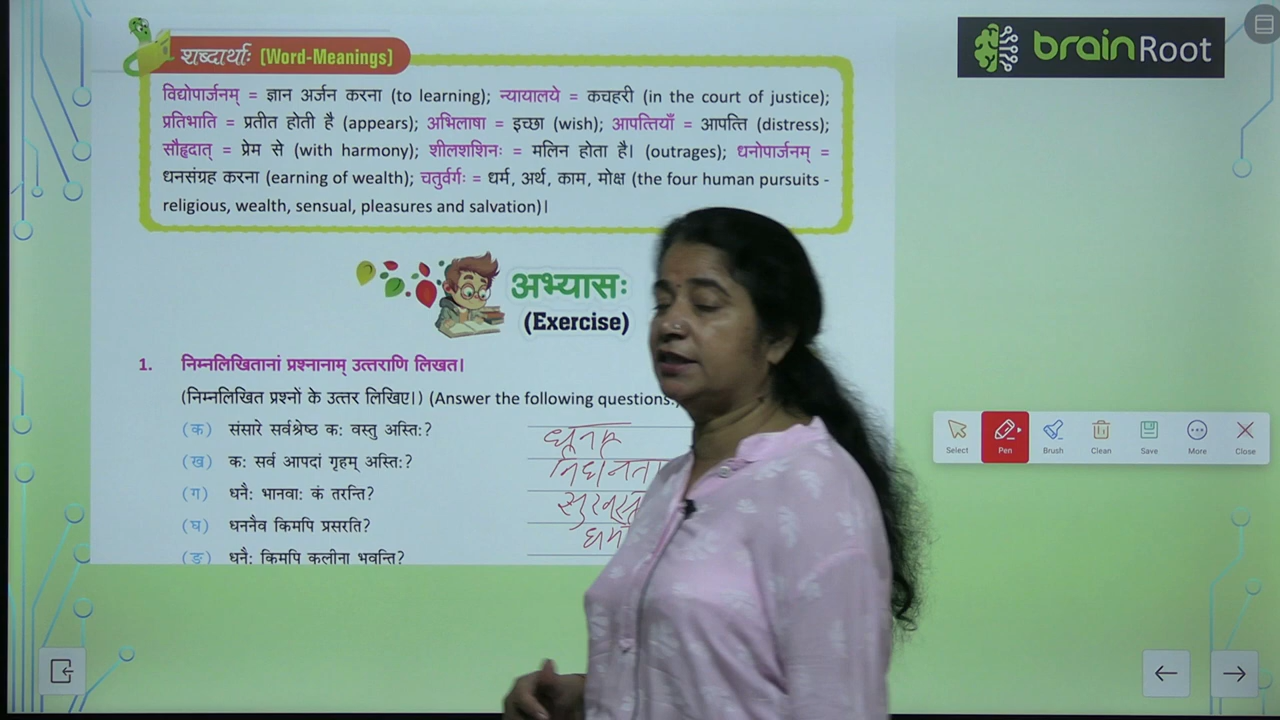 शब्दार्थाः (Word-Meanings)
brainRoot
विद्योपार्जनम् = ज्ञान अर्जन करना (to learning); न्यायालये = कचहरी (in the court of justice);
प्रतिभाति = प्रतीत होती है (appears); अभिलाषा = इच्छा (wish); आपत्तियाँ = आपत्ति (distress);
सौहृदात् = प्रेम से (with harmony); शीलशशिनः = मलिन होता है। (outrages); धनोपार्जनम् =
धनसंग्रह करना (earning of wealth); चतुर्वर्गः = धर्म, अर्थ, काम, मोक्ष (the four human pursuits -
religious, wealth, sensual, pleasures and salvation)।
अभ्यासः
(Exercise)
1. निम्नलिखितानां प्रश्नानाम् उत्तराणि लिखत।
(निम्नलिखित प्रश्नों के उत्तर लिखिए।) (Answer the following questions.)
(क) संसारे सर्वश्रेष्ठ कः वस्तु अस्तिः?
(ख) कः सर्व आपदां गृहम् अस्तिः? निर्धनता
(ग) धनैः भानवाः कं तरन्ति?
(घ) धननैव किमपि प्रसरति? धर्म
(ङ) धनैः किमपि कलीना भवन्ति?
Select Pen Brush Clean Save More Close